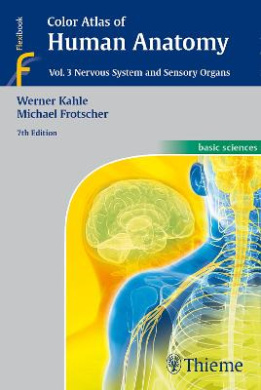 Flexibook
f
Color Atlas of
Human Anatomy
Vol. 3 Nervous System and Sensory Organs
Werner Kahle
Michael Frotscher
7th Edition
basic sciences
Thieme